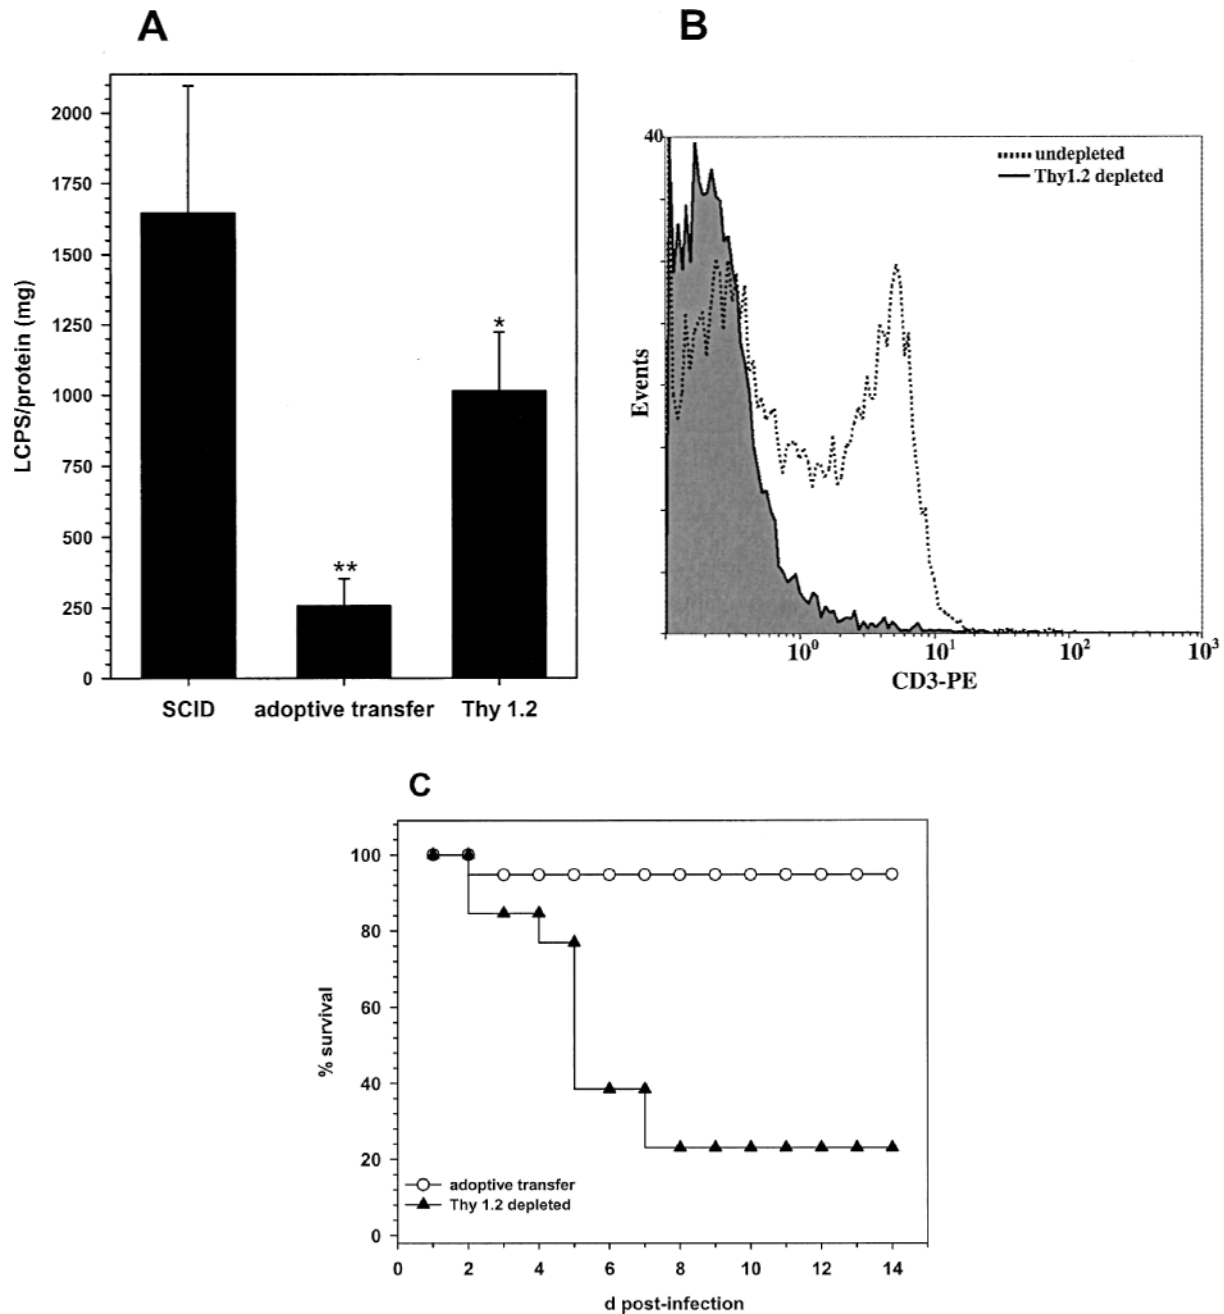 A
2000
1750
1500
1250
1000
750
500
250
0
LCPS/protein (mg)
**
*
SCID adoptive transfer Thy 1.2
B
40
Events
undepleted
Thy1.2 depleted
10^0 10^1 10^2 10^3
CD3-PE
C
100
80
60
40
20
0
% survival
adoptive transfer
Thy 1.2 depleted
0 2 4 6 8 10 12 14
d post-infection